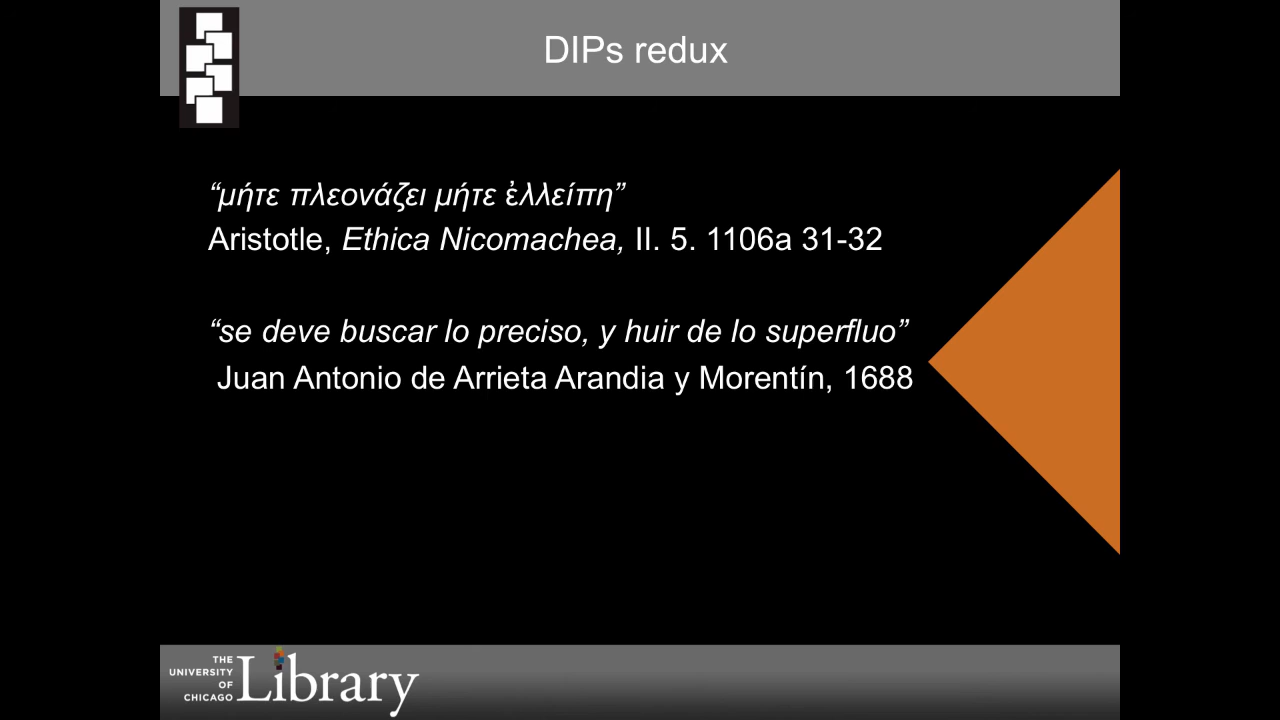 DIPs redux
“μήτε πλεονάζει μήτε ἐλλείπη”
Aristotle, Ethica Nicomachea, II. 5. 1106a 31-32
“se deve buscar lo preciso, y huir de lo superfluo”
Juan Antonio de Arrieta Arandia y Morentín, 1688
THE
UNIVERSITY
OF
CHICAGO
Library